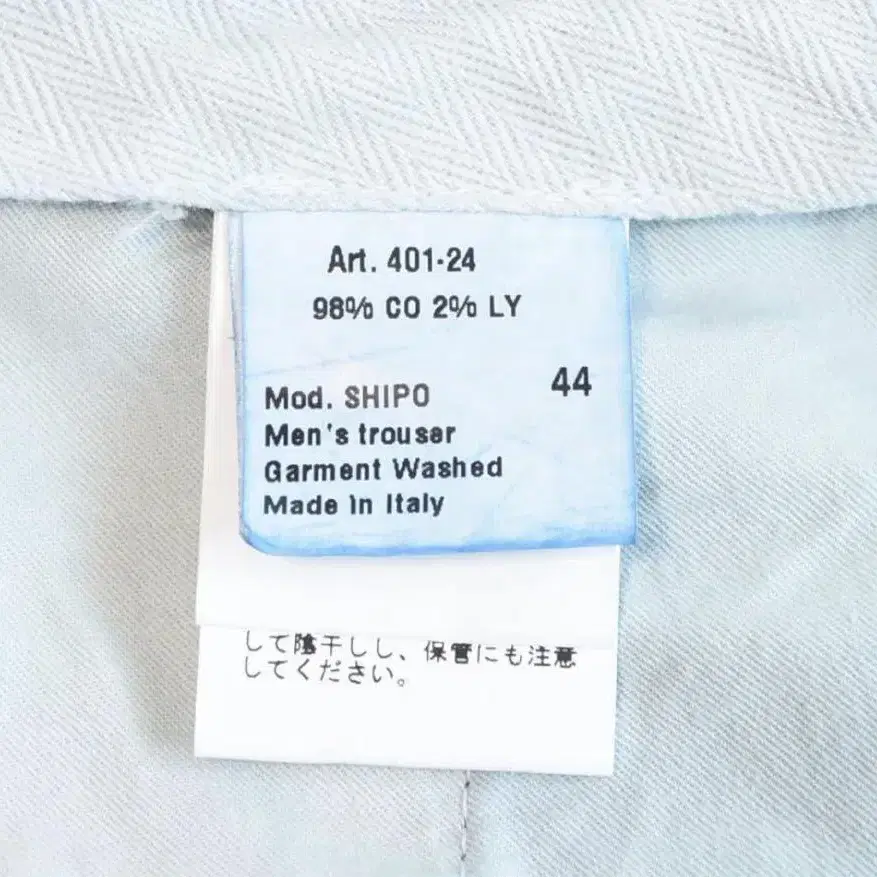 Art. 401-24
98% CO 2% LY
44
Mod. SHIPO
Men's trouser
Garment Washed
Made in Italy
して陰干しし、保管にも注意
してください。